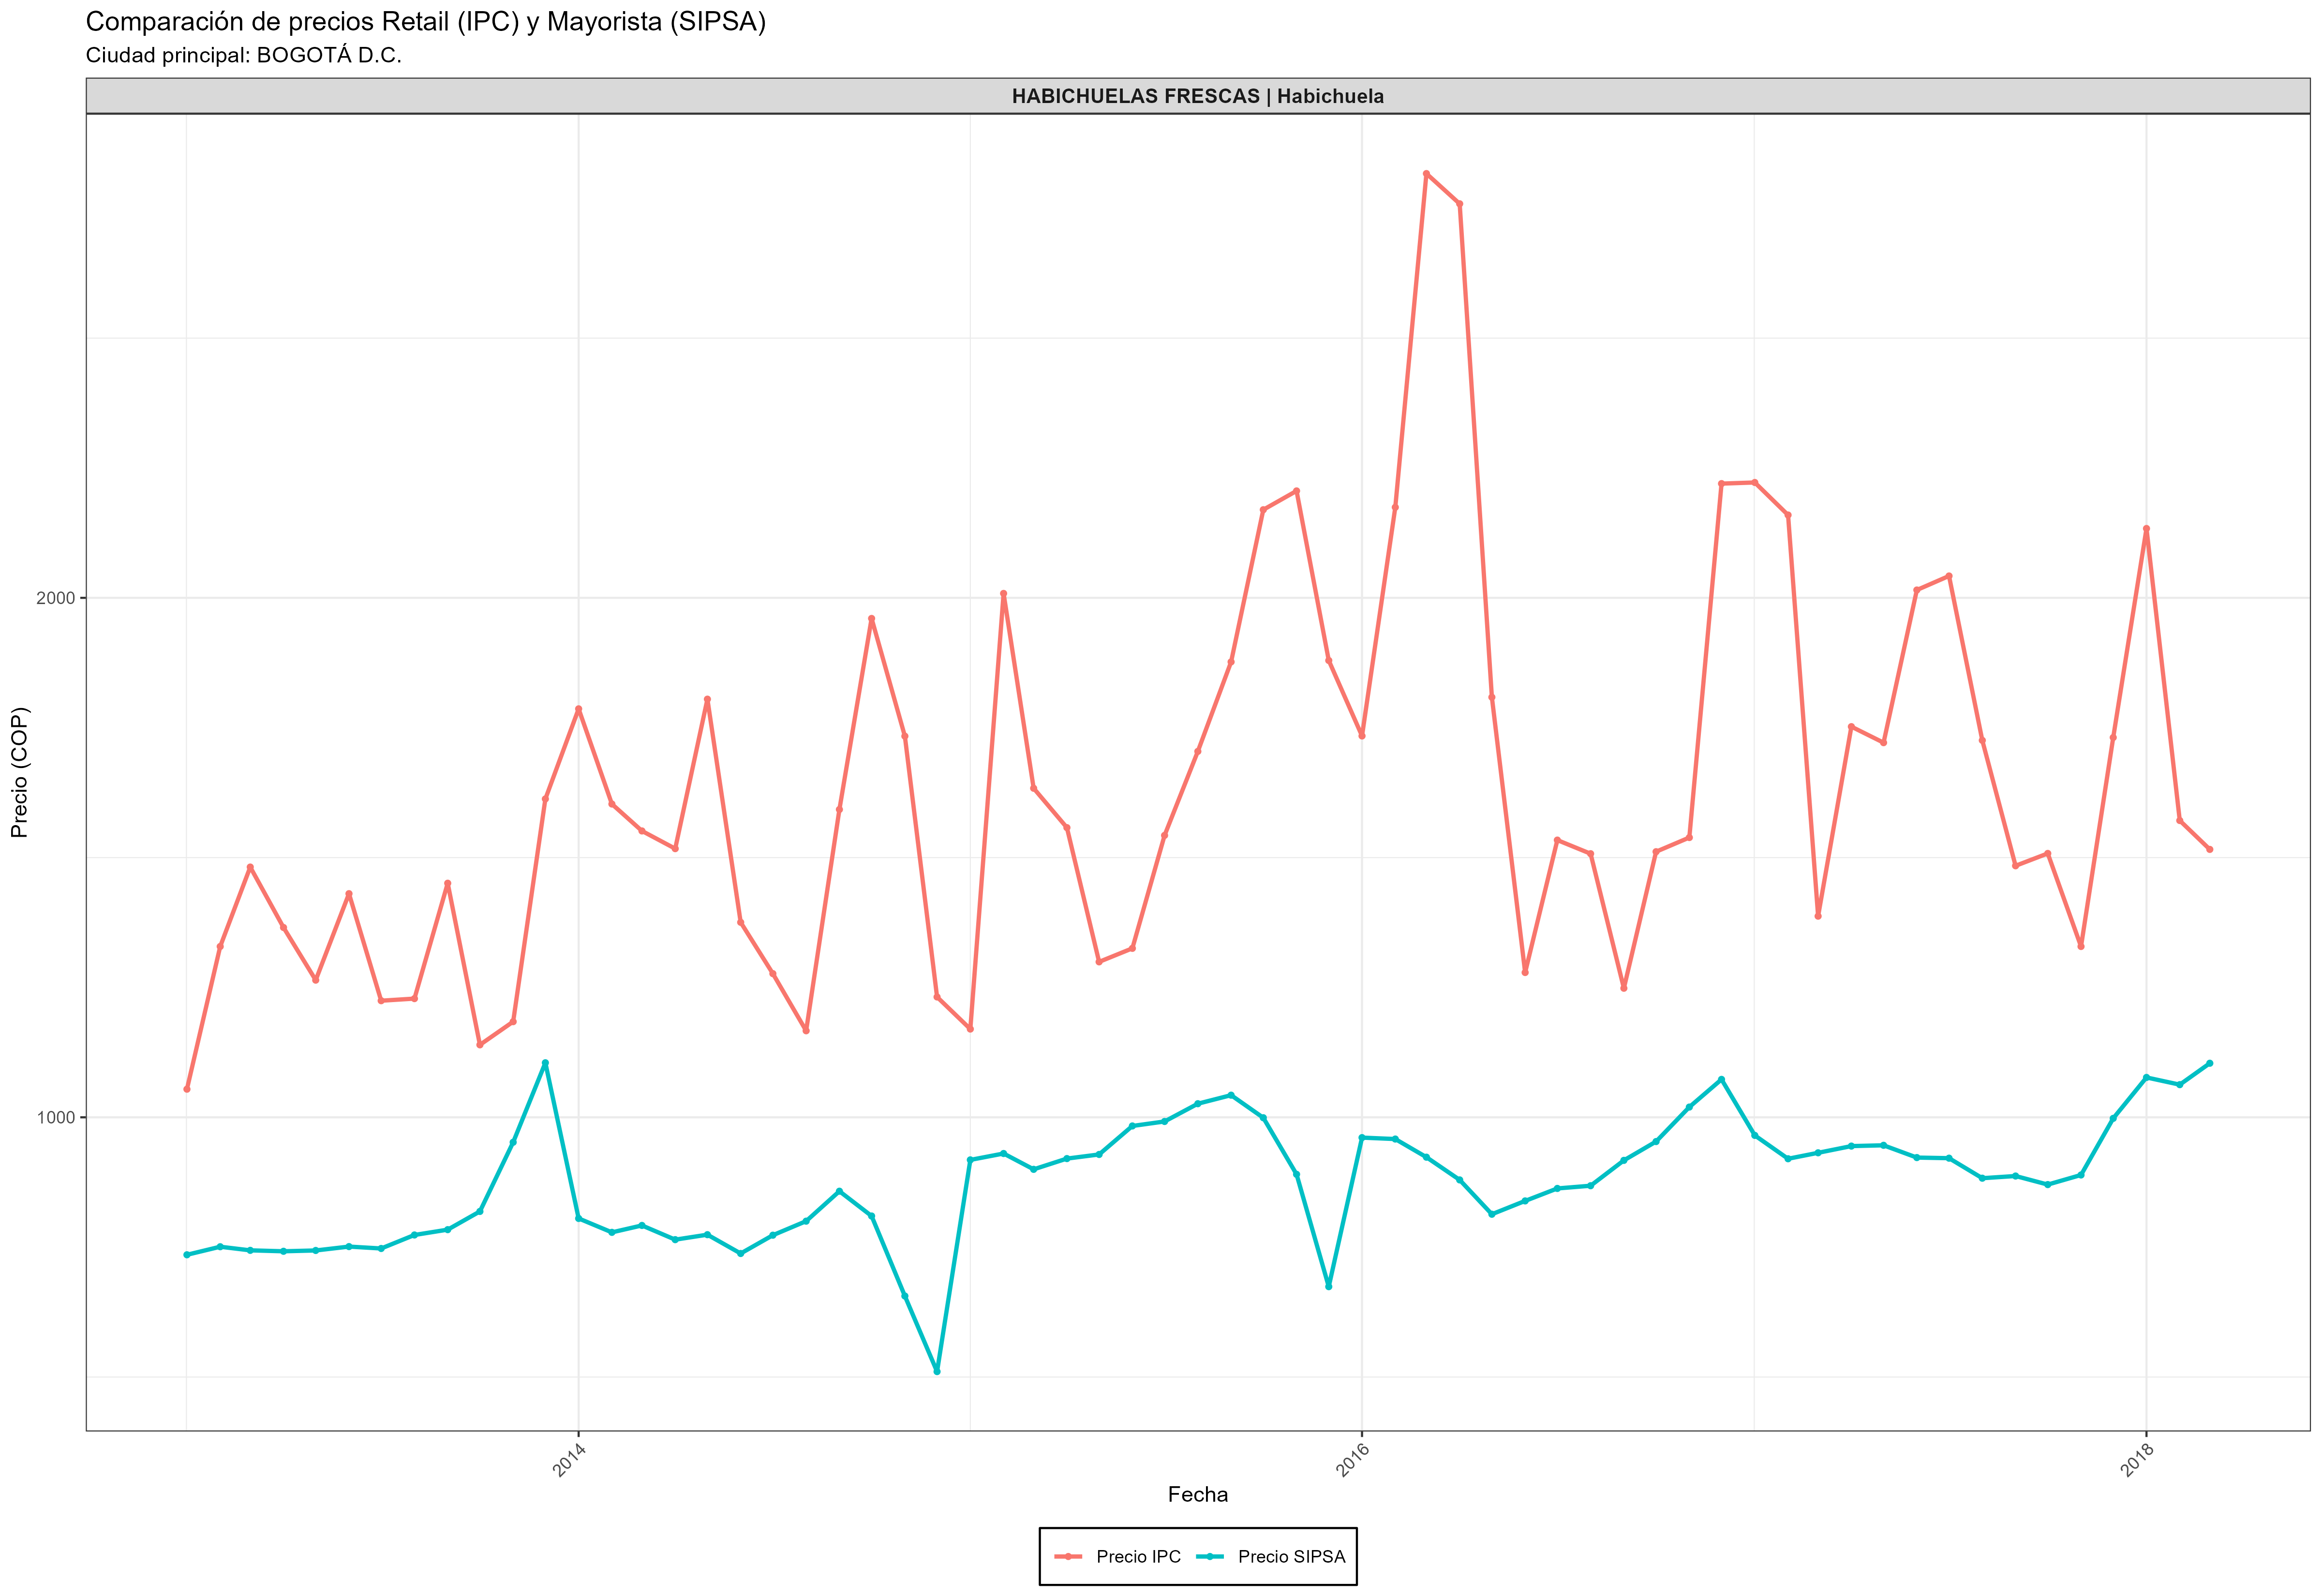 Comparación de precios Retail (IPC) y Mayorista (SIPSA)
Ciudad principal: BOGOTÁ D.C.
HABICHUELAS FRESCAS | Habichuela
Precio (COP)
2000
1000
2014
2016
2018
Fecha
Precio IPC
Precio SIPSA